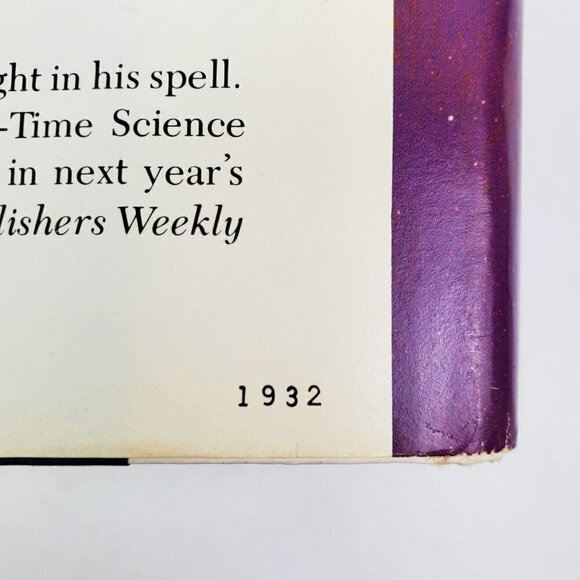 ght in his spell.
-Time Science
in next year's
lishers Weekly
1932